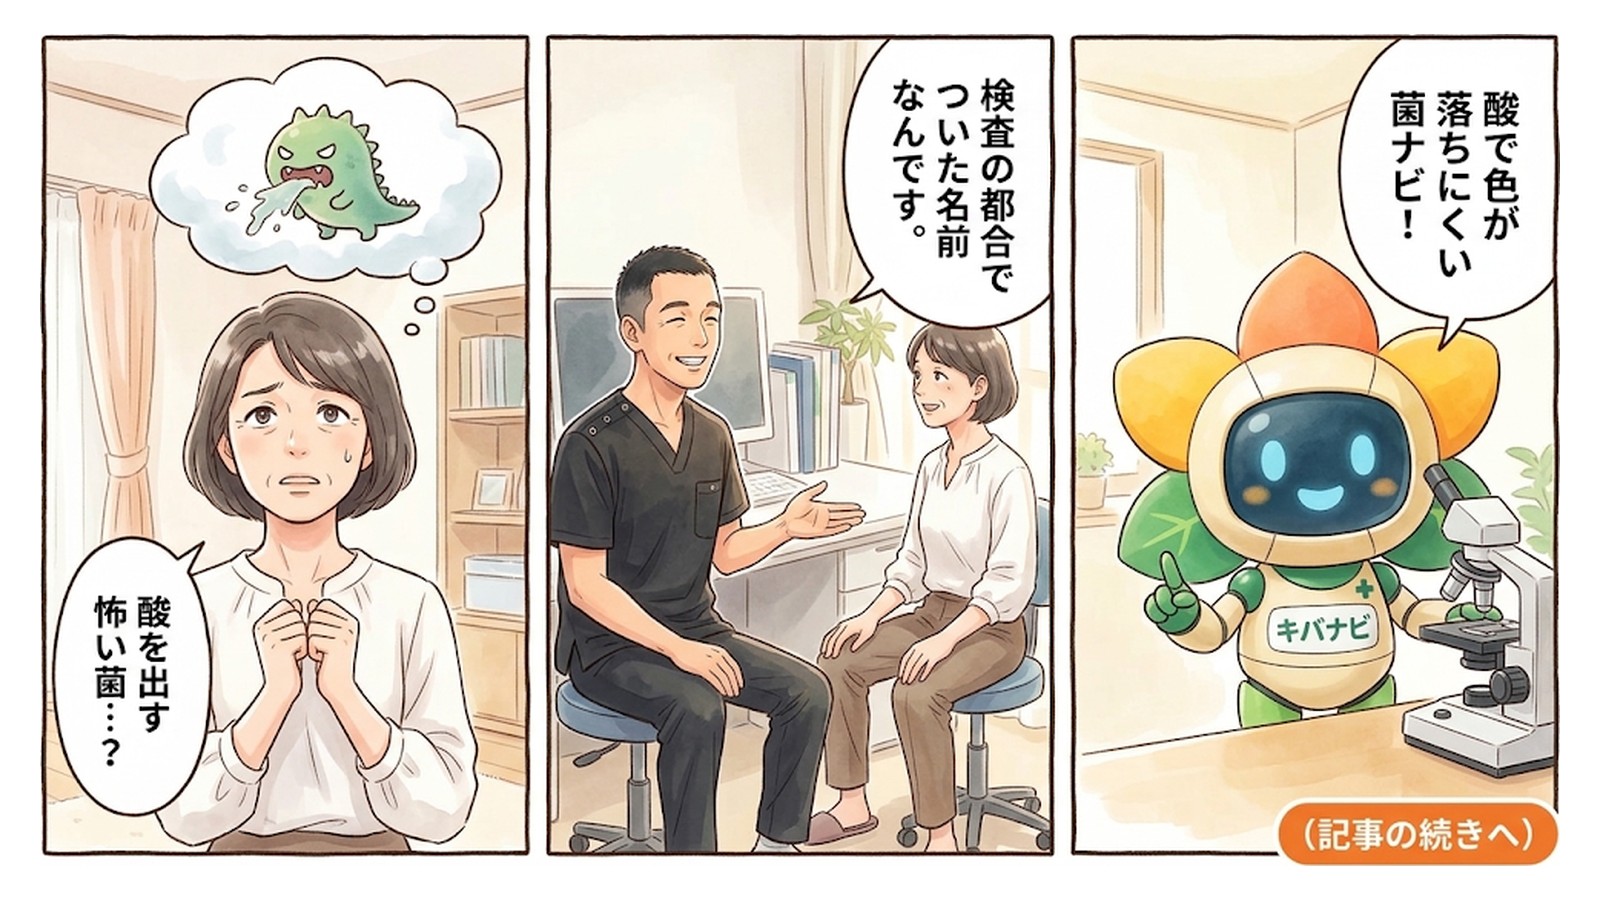 酸を出す
怖い菌…？
検査の都合で
ついた名前
なんです。
酸で色が
落ちにくい
菌ナビ！
キバナビ
（記事の続きへ）